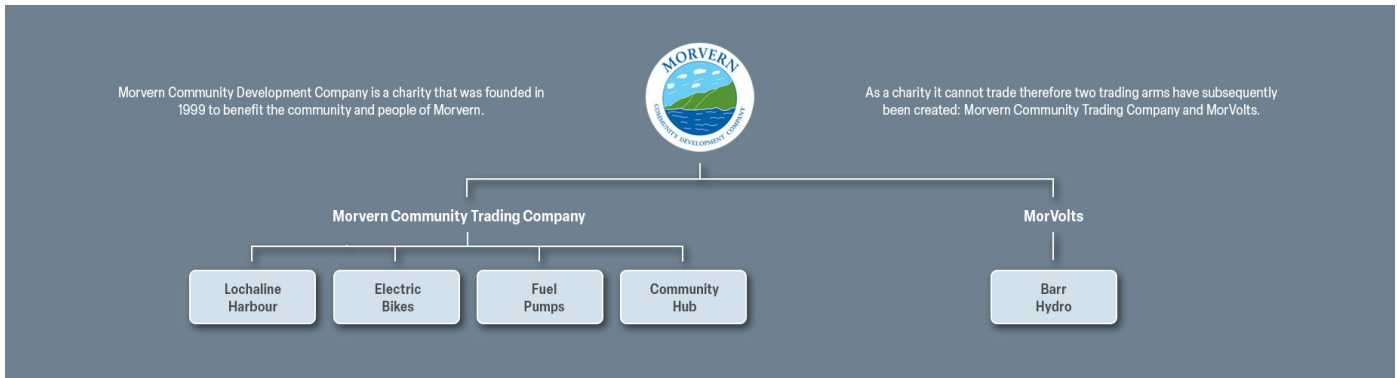 MORVERN
COMMUNITY DEVELOPMENT COMPANY
Morvern Community Development Company is a charity that was founded in
1999 to benefit the community and people of Morvern.
As a charity it cannot trade therefore two trading arms have subsequently
been created: Morvern Community Trading Company and MorVolts.
Morvern Community Trading Company
MorVolts
Lochaline
Harbour
Electric
Bikes
Fuel
Pumps
Community
Hub
Barr
Hydro